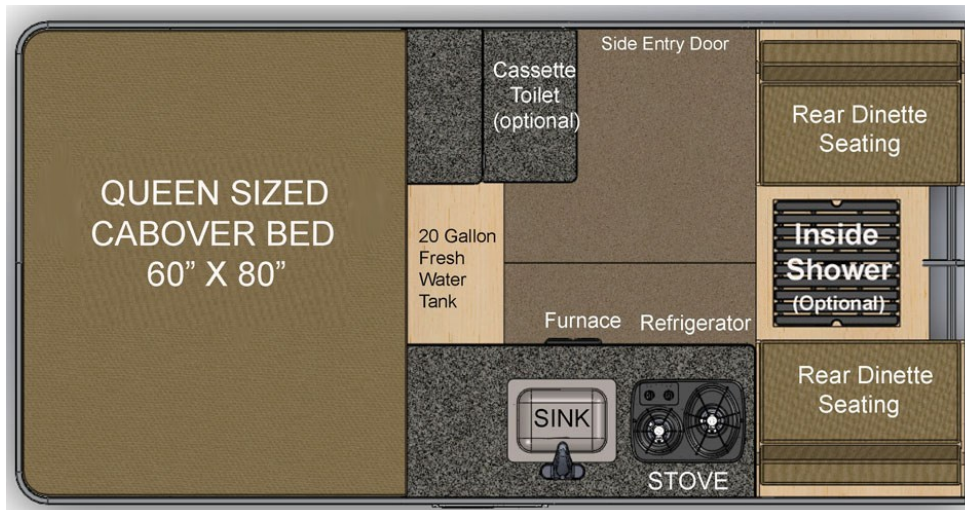 Side Entry Door
Cassette
Toilet
(optional)
Rear Dinette
Seating
QUEEN SIZED
CABOVER BED
60” X 80”
20 Gallon
Fresh
Water
Tank
Inside
Shower
(Optional)
Furnace
Refrigerator
Rear Dinette
Seating
SINK
STOVE